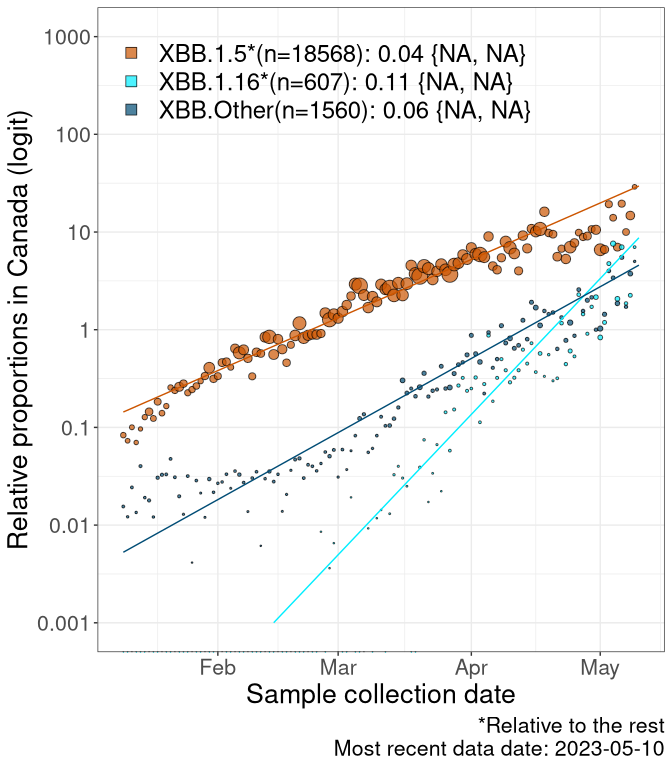 1000
100
10
1
0.1
0.01
0.001
Relative proportions in Canada (logit)
XBB.1.5*(n=18568): 0.04 {NA, NA}
XBB.1.16*(n=607): 0.11 {NA, NA}
XBB.Other(n=1560): 0.06 {NA, NA}
Feb Mar Apr May
Sample collection date
*Relative to the rest
Most recent data date: 2023-05-10